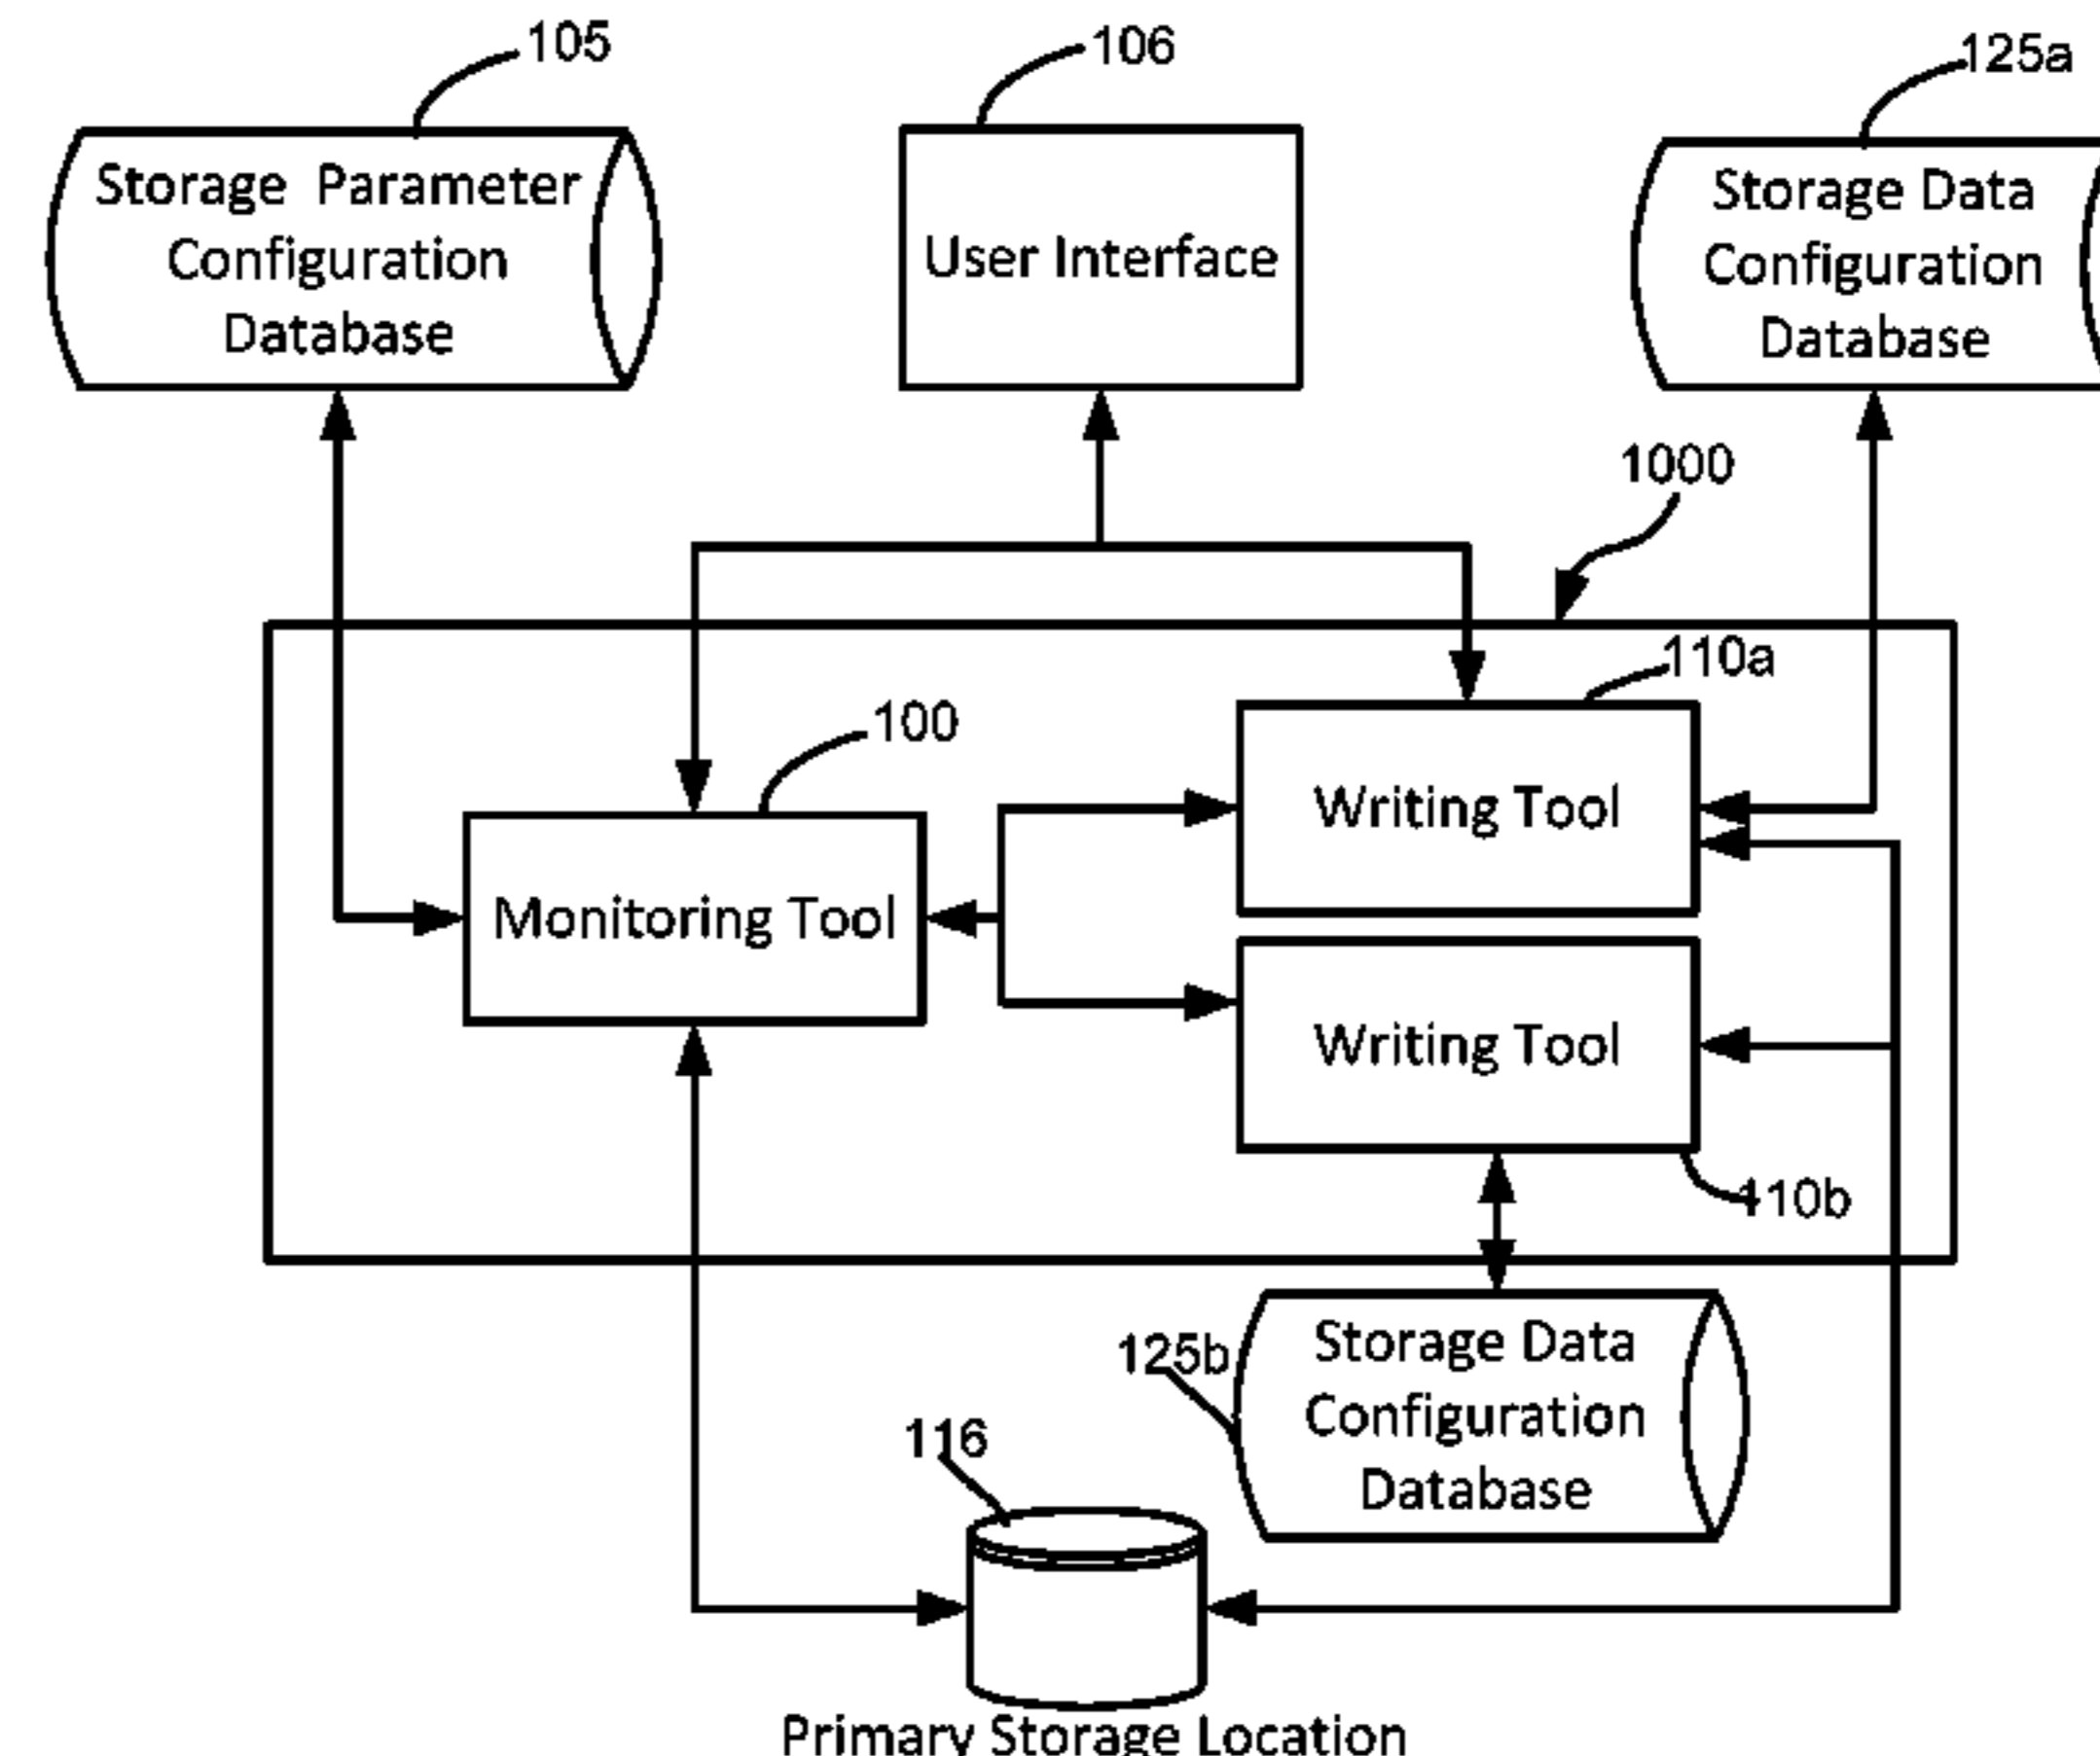 105
106
125a
Storage Parameter
Configuration
Database
User Interface
Storage Data
Configuration
Database
1000
110a
100
Writing Tool
Monitoring Tool
Writing Tool
110b
125b
Storage Data
Configuration
Database
116
Primary Storage Location